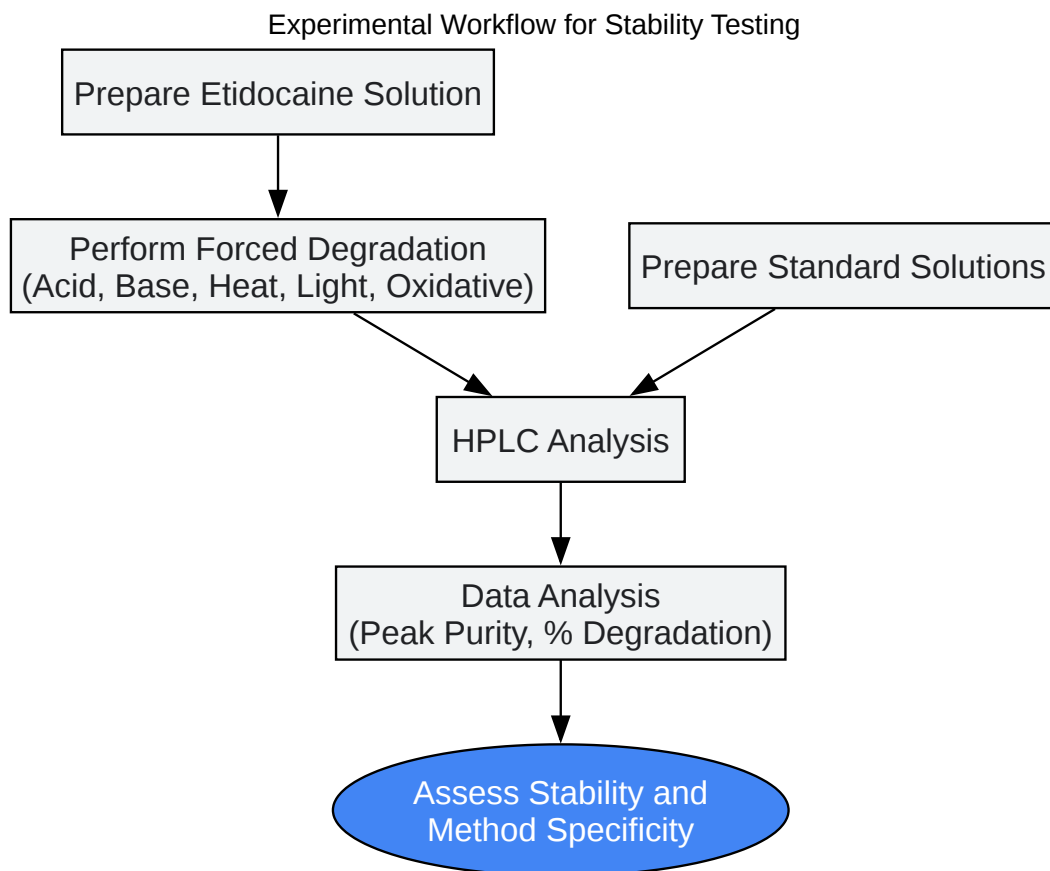 Experimental Workflow for Stability Testing
Prepare Etidocaine Solution
Perform Forced Degradation
(Acid, Base, Heat, Light, Oxidative)
Prepare Standard Solutions
HPLC Analysis
Data Analysis
(Peak Purity, % Degradation)
Assess Stability and
Method Specificity